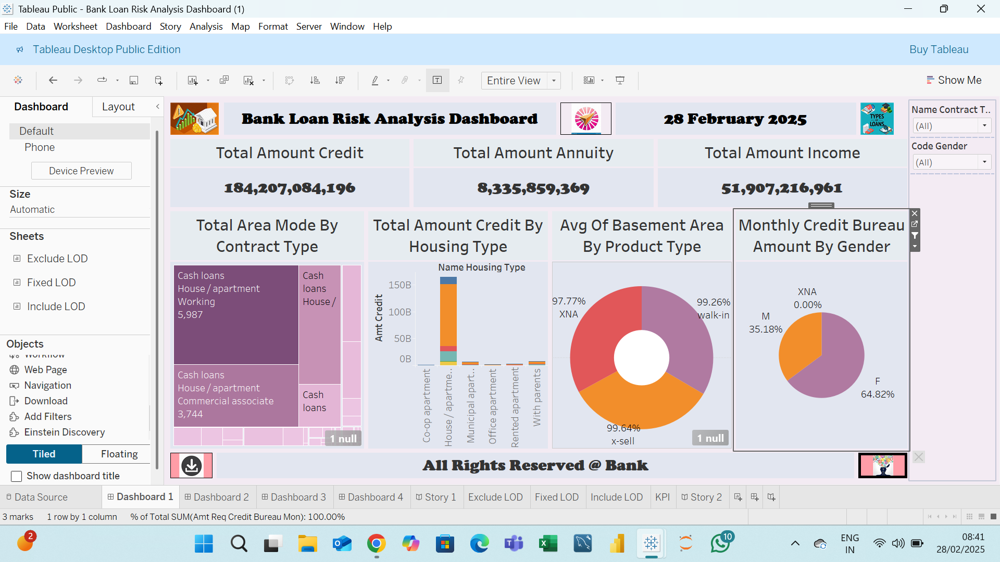 Tableau Public - Bank Loan Risk Analysis Dashboard (1)
File Data Worksheet Dashboard Story Analysis Map Format Server Window Help
Tableau Desktop Public Edition
Buy Tableau
Entire View
Show Me
Dashboard
Layout
Default
Phone
Device Preview
Size
Automatic
Sheets
Exclude LOD
Fixed LOD
Include LOD
Objects
Workflow
Web Page
Navigation
Download
Add Filters
Einstein Discovery
Tiled
Floating
Show dashboard title
Bank Loan Risk Analysis Dashboard
28 February 2025
TYPES
LOANS
Name Contract T..
(All)
Code Gender
(All)
Total Amount Credit
Total Amount Annuity
Total Amount Income
184,207,084,196
8,335,859,369
51,907,216,961
Total Area Mode By
Contract Type
Cash loans
House / apartment
Working
5,987
Cash
loans
House /
Cash loans
House / apartment
Commercial associate
3,744
Cash
loans
1 null
Total Amount Credit By
Housing Type
Name Housing Type
Amt Credit
150B
100B
50B
0B
Co-op apartment
House / apartme..
Municipal apart..
Office apartment
Rented apartment
With parents
Avg Of Basement Area
By Product Type
97.77%
XNA
99.26%
walk-in
99.64%
x-sell
1 null
Monthly Credit Bureau
Amount By Gender
XNA
0.00%
M
35.18%
F
64.82%
All Rights Reserved @ Bank
Data Source
Dashboard 1
Dashboard 2
Dashboard 3
Dashboard 4
Story 1
Exclude LOD
Fixed LOD
Include LOD
KPI
Story 2
3 marks 1 row by 1 column % of Total SUM(Amt Req Credit Bureau Mon): 100.00%
2
10
ENG
IN
08:41
28/02/2025